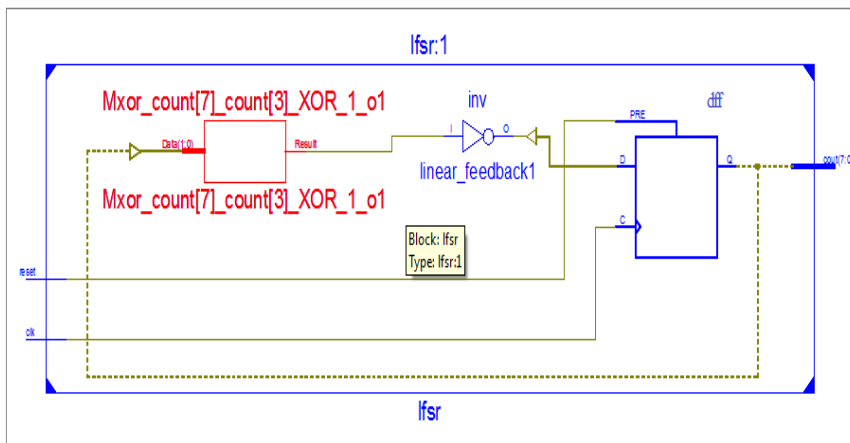 lfsr:1
Mxor_count[7]_count[3]_XOR_1_o1
inv
dff
PRE
Data(1:0)
Result
I
O
D
Q
cout(7:0
linear_feedback1
Mxor_count[7]_count[3]_XOR_1_o1
C
Block: lfsr
Type: lfsr:1
reset
clk
lfsr